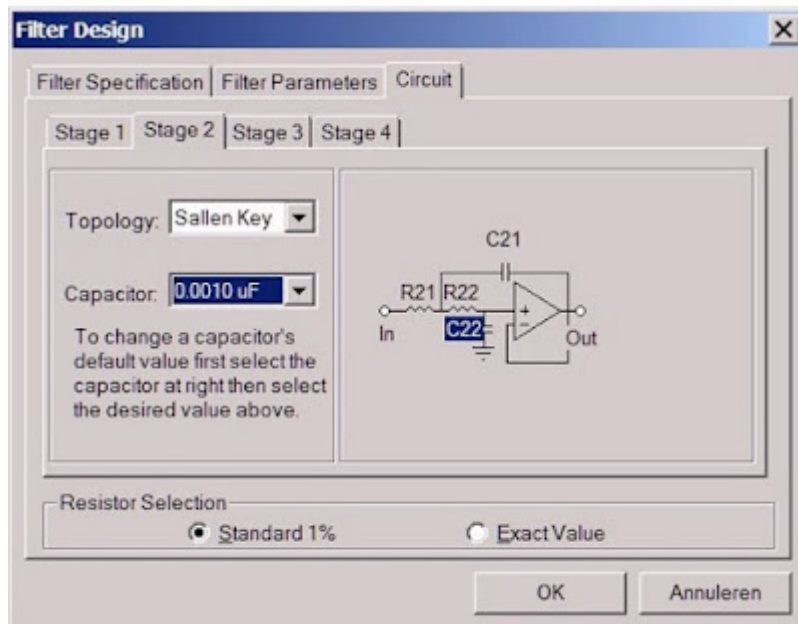 Filter Design
Filter Specification
Filter Parameters
Circuit
Stage 1
Stage 2
Stage 3
Stage 4
Topology:
Sallen Key
Capacitor:
0.0010 uF
To change a capacitor's
default value first select the
capacitor at right then select
the desired value above.
C21
R21
R22
+
−
In
C22
Out
Resistor Selection
Standard 1%
Exact Value
OK
Annuleren